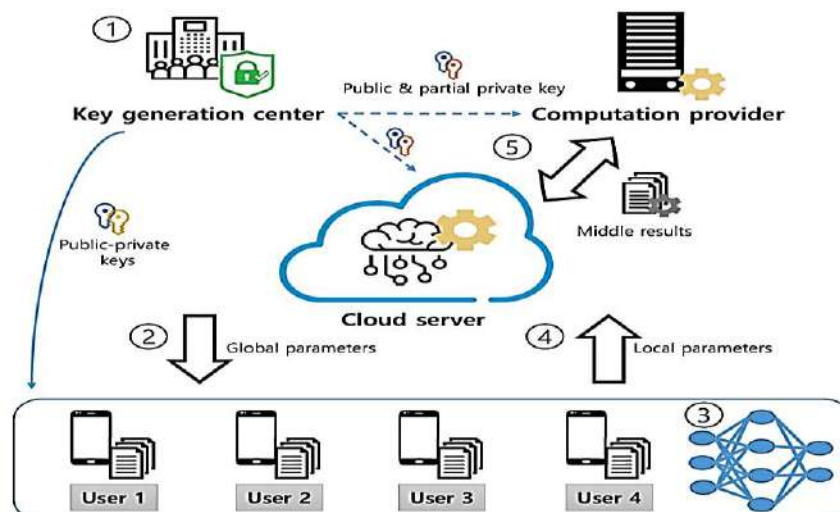 ①
Public & partial private key
Key generation center
Computation provider
⑤
Public-private
keys
Middle results
Cloud server
②
Global parameters
④
Local parameters
③
User 1
User 2
User 3
User 4